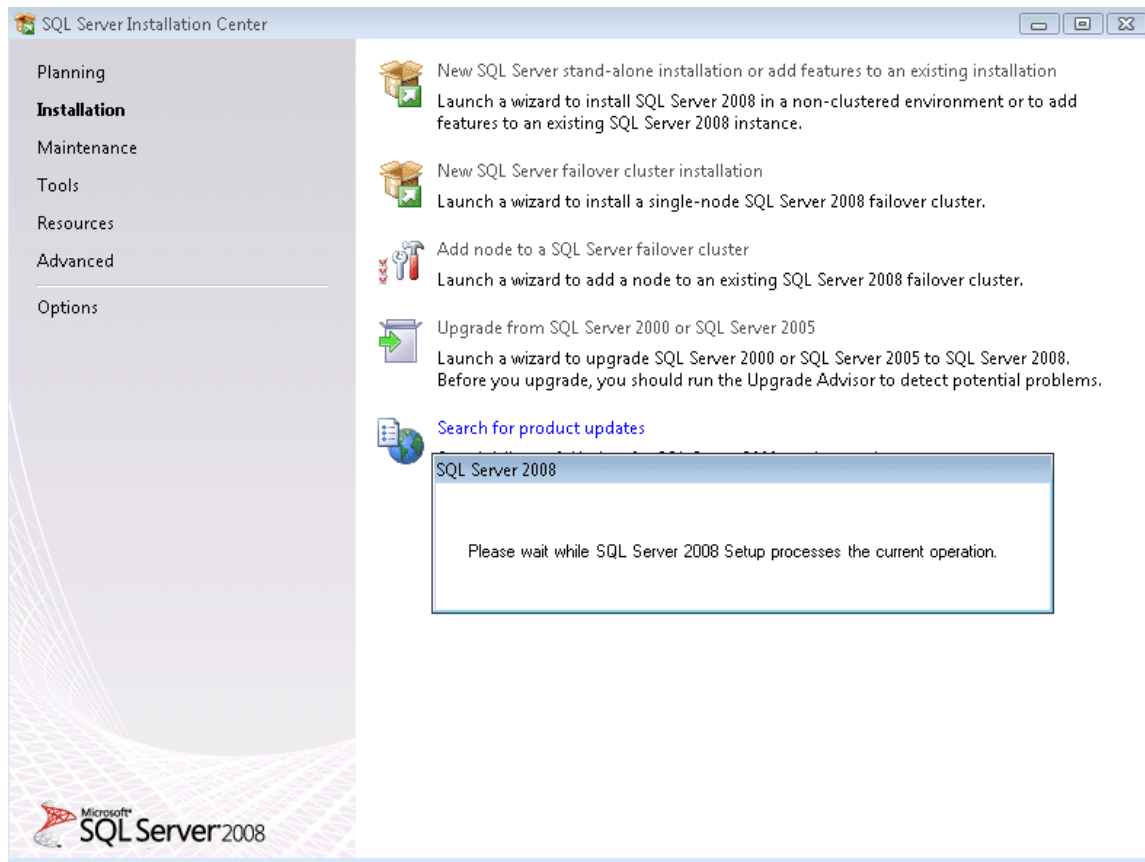 SQL Server Installation Center
Planning
Installation
Maintenance
Tools
Resources
Advanced
Options
New SQL Server stand-alone installation or add features to an existing installation
Launch a wizard to install SQL Server 2008 in a non-clustered environment or to add
features to an existing SQL Server 2008 instance.
New SQL Server failover cluster installation
Launch a wizard to install a single-node SQL Server 2008 failover cluster.
Add node to a SQL Server failover cluster
Launch a wizard to add a node to an existing SQL Server 2008 failover cluster.
Upgrade from SQL Server 2000 or SQL Server 2005
Launch a wizard to upgrade SQL Server 2000 or SQL Server 2005 to SQL Server 2008.
Before you upgrade, you should run the Upgrade Advisor to detect potential problems.
Search for product updates
SQL Server 2008
Please wait while SQL Server 2008 Setup processes the current operation.
Microsoft®
SQL Server® 2008